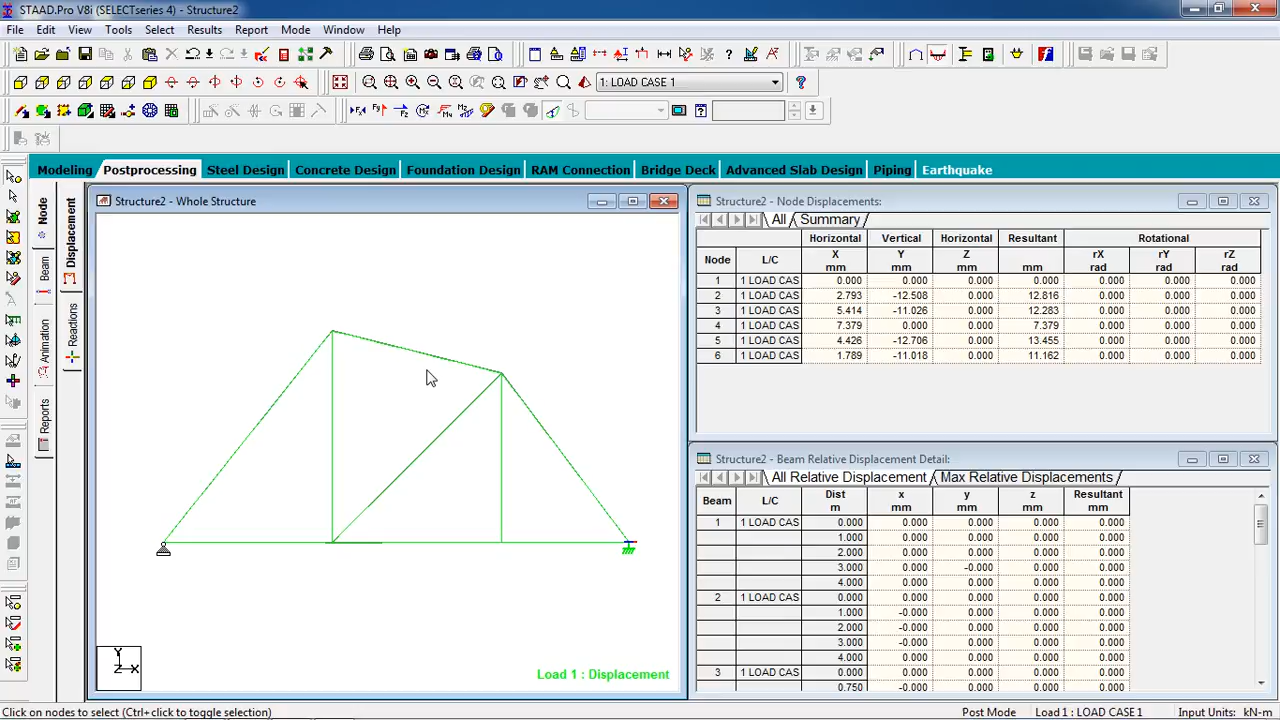 STAAD.Pro V8i (SELECTseries 4) - Structure2
File Edit View Tools Select Results Report Mode Window Help
1: LOAD CASE 1
Modeling Postprocessing Steel Design Concrete Design Foundation Design RAM Connection Bridge Deck Advanced Slab Design Piping Earthquake
Node
Beam
Animation
Reports
Displacement
Reactions
Structure2 - Whole Structure
Y
Z X
Load 1 : Displacement
Structure2 - Node Displacements:
All Summary
Horizontal Vertical Horizontal Resultant Rotational
Node L/C X mm Y mm Z mm mm rX rad rY rad rZ rad
1 1 LOAD CAS 0.000 0.000 0.000 0.000 0.000 0.000 0.000
2 1 LOAD CAS 2.793 -12.508 0.000 12.816 0.000 0.000 0.000
3 1 LOAD CAS 5.414 -11.026 0.000 12.283 0.000 0.000 0.000
4 1 LOAD CAS 7.379 0.000 0.000 7.379 0.000 0.000 0.000
5 1 LOAD CAS 4.426 -12.706 0.000 13.455 0.000 0.000 0.000
6 1 LOAD CAS 1.789 -11.018 0.000 11.162 0.000 0.000 0.000
Structure2 - Beam Relative Displacement Detail:
All Relative Displacement Max Relative Displacements
Beam L/C Dist m x mm y mm z mm Resultant mm
1 1 LOAD CAS 0.000 0.000 0.000 0.000 0.000
1.000 0.000 0.000 0.000 0.000
2.000 0.000 0.000 0.000 0.000
3.000 0.000 -0.000 0.000 0.000
4.000 0.000 0.000 0.000 0.000
2 1 LOAD CAS 0.000 0.000 0.000 0.000 0.000
1.000 -0.000 0.000 0.000 0.000
2.000 -0.000 0.000 0.000 0.000
3.000 -0.000 0.000 0.000 0.000
4.000 0.000 0.000 0.000 0.000
3 1 LOAD CAS 0.000 0.000 0.000 0.000 0.000
0.750 -0.000 0.000 0.000 0.000
Click on nodes to select (Ctrl+click to toggle selection)
Post Mode Load 1 : LOAD CASE 1 Input Units: kN-m